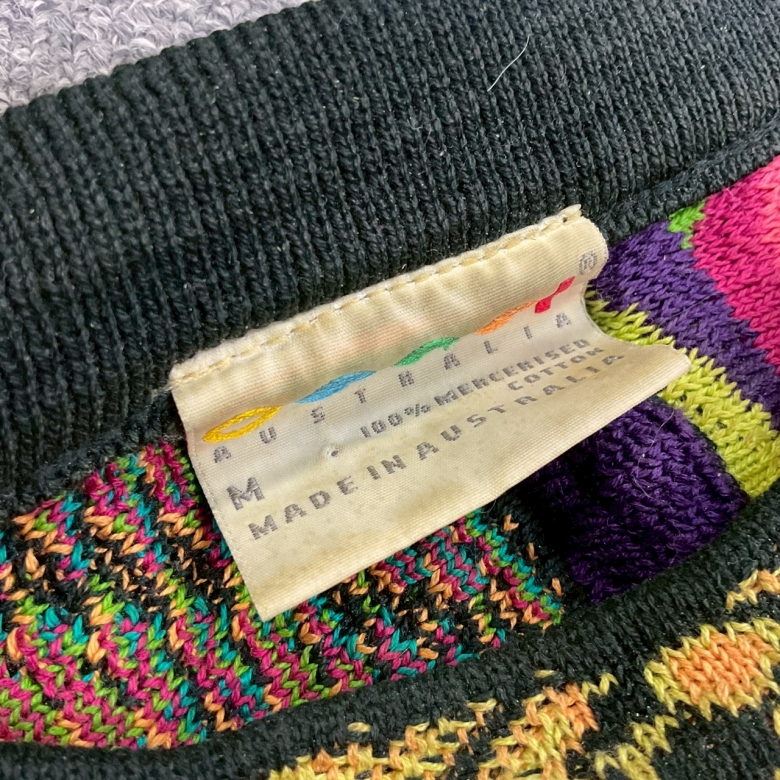 ®
AUSTRALIA
100% MERCERISED
COTTON
M
MADE IN AUSTRALIA